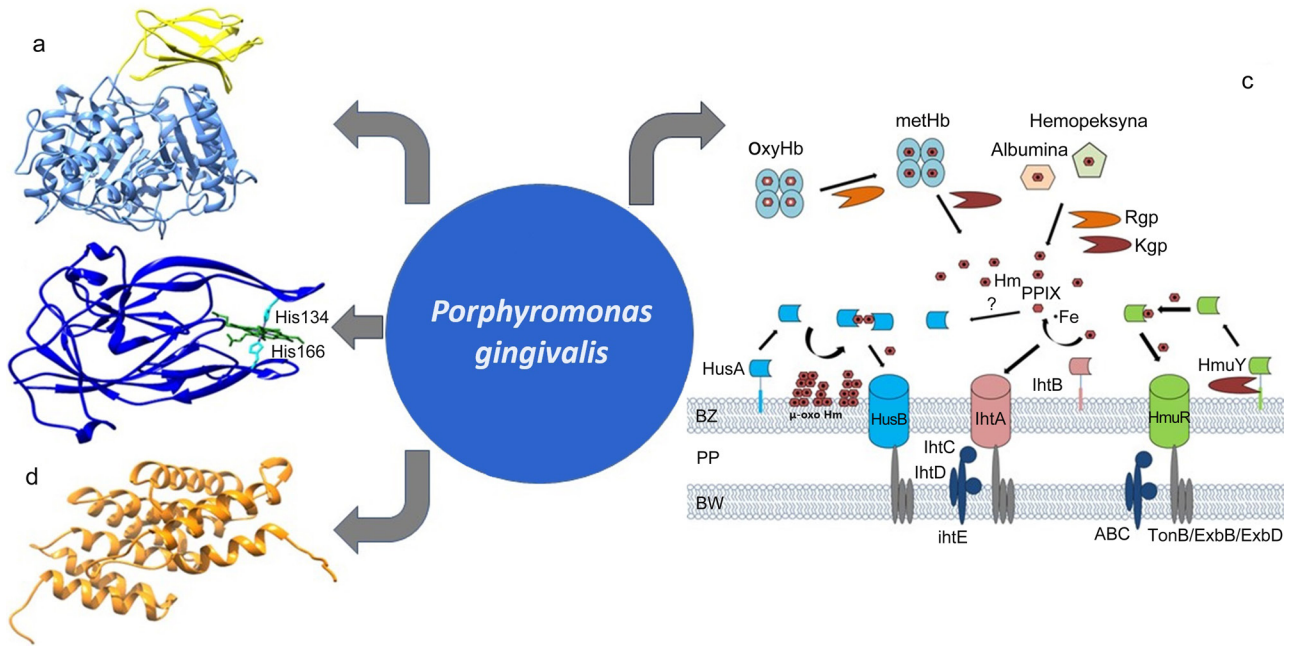 a
His134
His166
d
Porphyromonas
gingivalis
c
OxyHb
metHb
Hemopeksyna
Albumina
Rgp
Kgp
Hm
PPIX
?
•Fe
HusA
µ-oxo Hm
HusB
IhtA
IhtB
HmuY
HmuR
BZ
PP
BW
IhtC
IhtD
ihtE
ABC
TonB/ExbB/ExbD